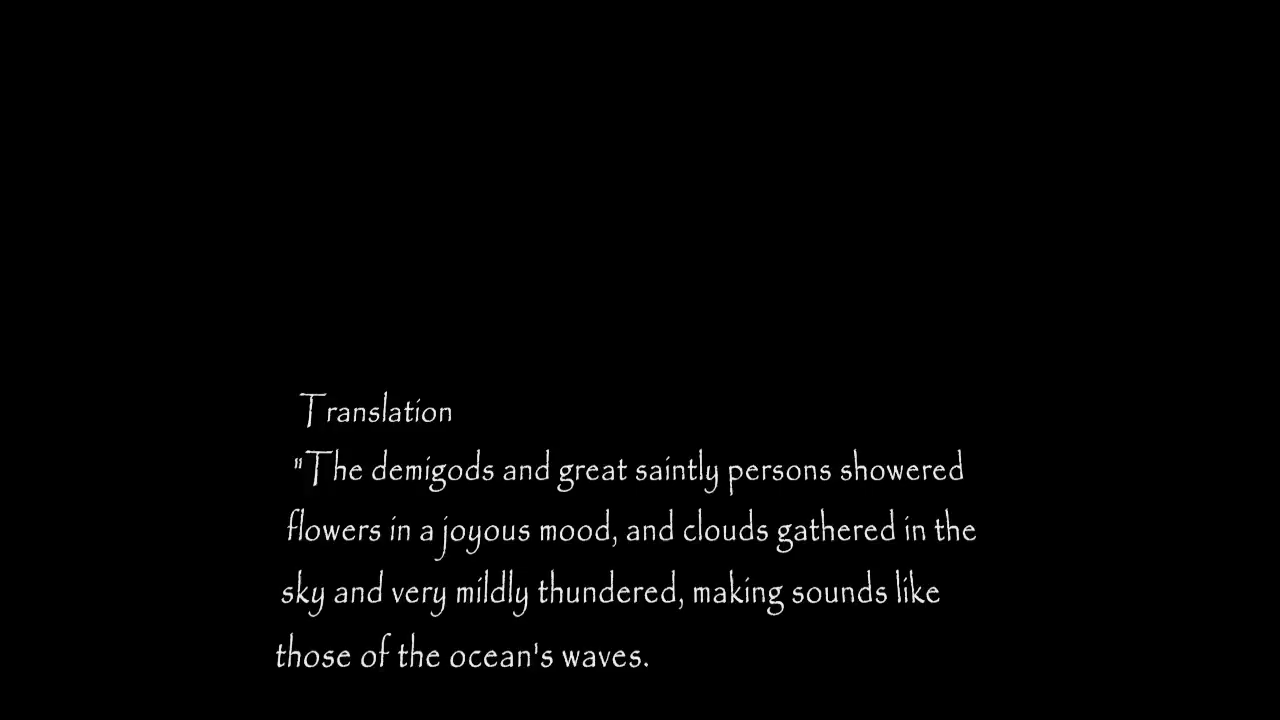 Translation
"The demigods and great saintly persons showered
flowers in a joyous mood, and clouds gathered in the
sky and very mildly thundered, making sounds like
those of the ocean's waves.